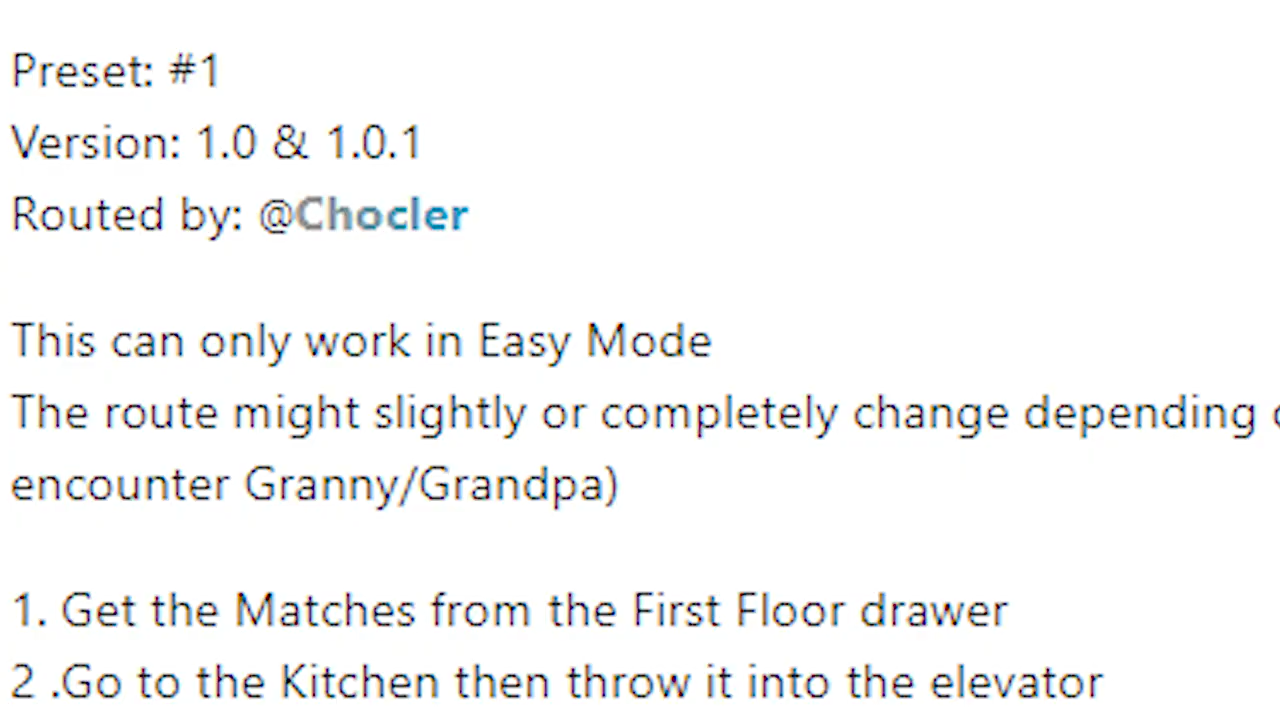 Preset: #1
Version: 1.0 & 1.0.1
Routed by: @Chocler
This can only work in Easy Mode
The route might slightly or completely change depending
encounter Granny/Grandpa)
1. Get the Matches from the First Floor drawer
2 .Go to the Kitchen then throw it into the elevator